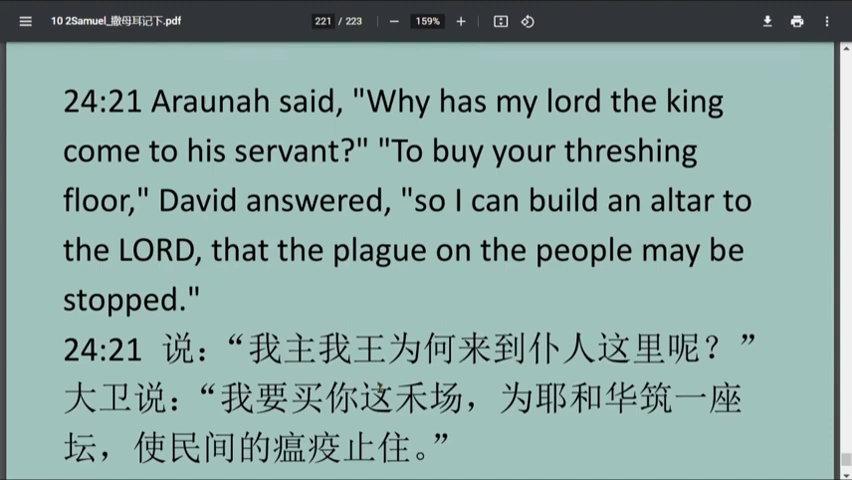 10 2Samuel_撒母耳记下.pdf
221 / 223
159%
24:21 Araunah said, "Why has my lord the king
come to his servant?" "To buy your threshing
floor," David answered, "so I can build an altar to
the LORD, that the plague on the people may be
stopped."
24:21 说：“我主我王为何来到仆人这里呢？”
大卫说：“我要买你这禾场，为耶和华筑一座
坛，使民间的瘟疫止住。”